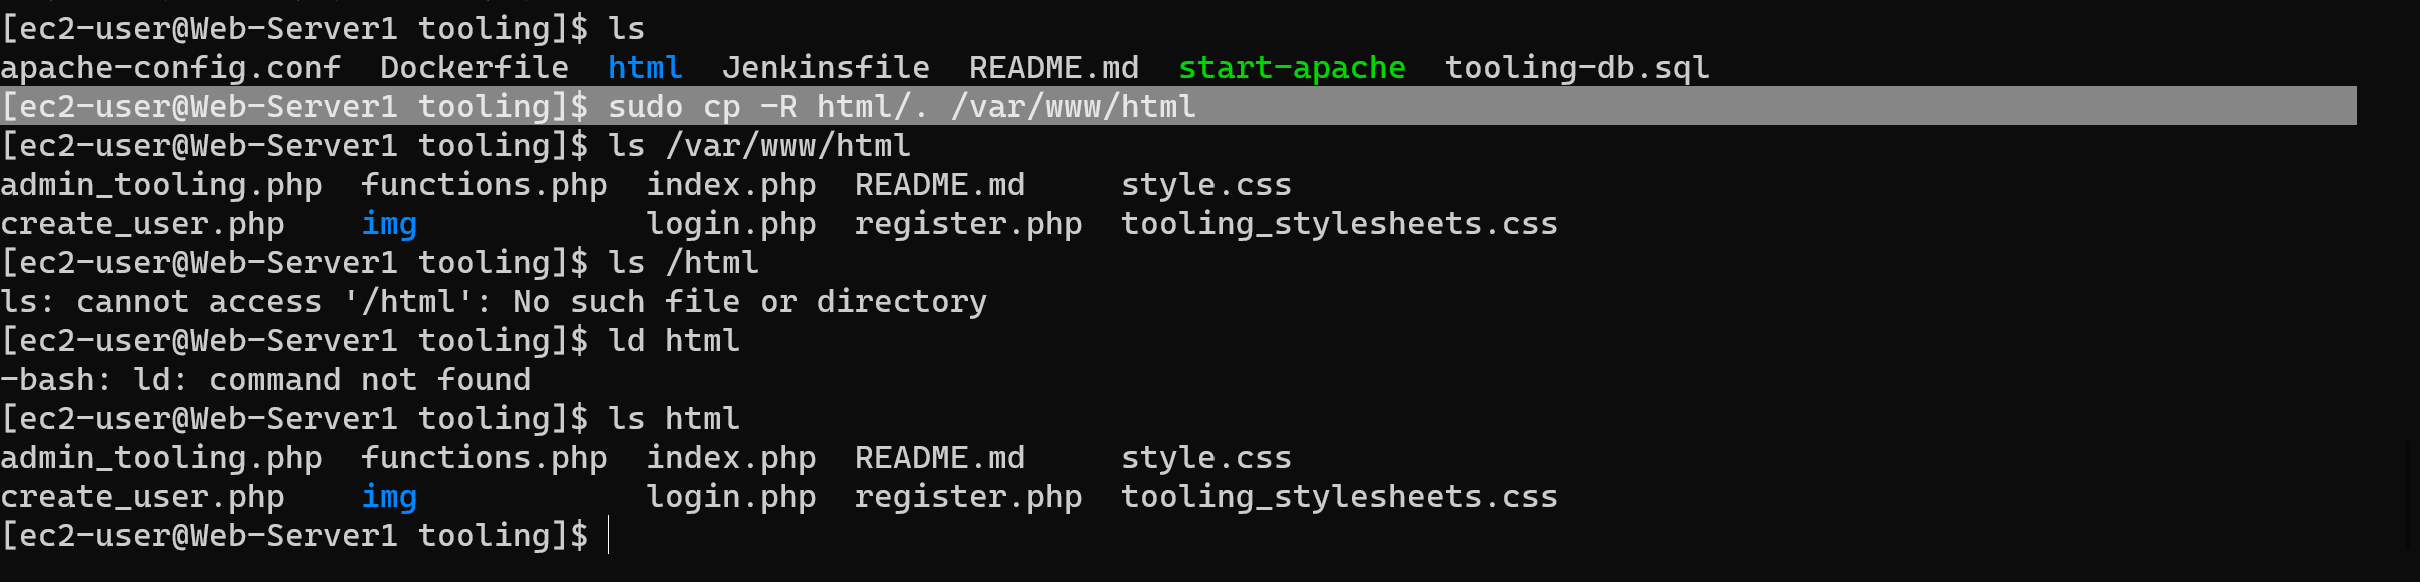 [ec2-user@Web-Server1 tooling]$ ls
apache-config.conf  Dockerfile  html  Jenkinsfile  README.md  start-apache  tooling-db.sql
[ec2-user@Web-Server1 tooling]$ sudo cp -R html/. /var/www/html
[ec2-user@Web-Server1 tooling]$ ls /var/www/html
admin_tooling.php  functions.php  index.php  README.md     style.css
create_user.php    img            login.php  register.php  tooling_stylesheets.css
[ec2-user@Web-Server1 tooling]$ ls /html
ls: cannot access '/html': No such file or directory
[ec2-user@Web-Server1 tooling]$ ld html
-bash: ld: command not found
[ec2-user@Web-Server1 tooling]$ ls html
admin_tooling.php  functions.php  index.php  README.md     style.css
create_user.php    img            login.php  register.php  tooling_stylesheets.css
[ec2-user@Web-Server1 tooling]$